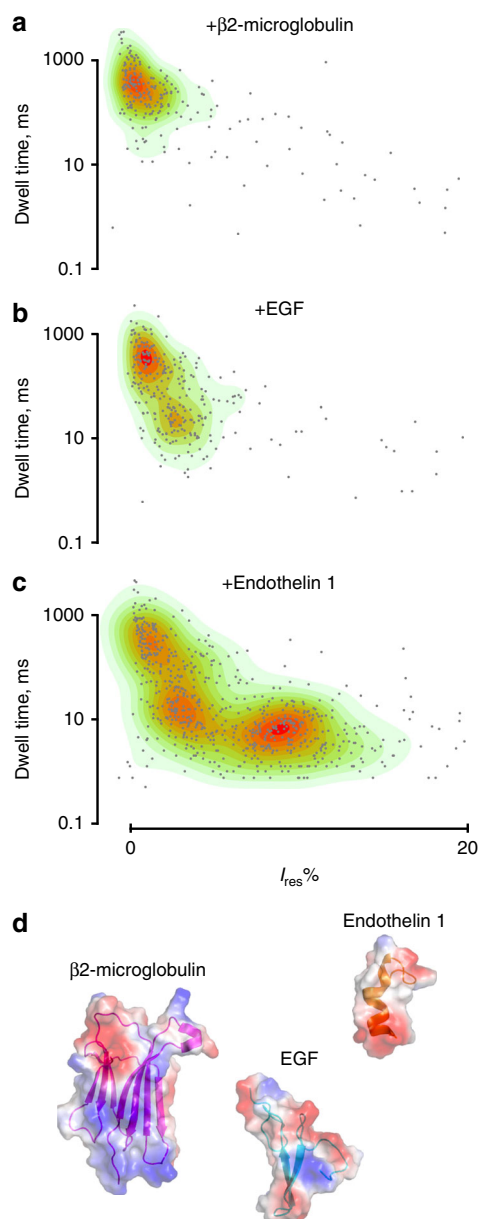 a
+β2-microglobulin
1000
10
0.1
Dwell time, ms
b
+EGF
1000
10
0.1
Dwell time, ms
c
+Endothelin 1
1000
10
0.1
Dwell time, ms
0
20
Ires%
d
Endothelin 1
β2-microglobulin
EGF